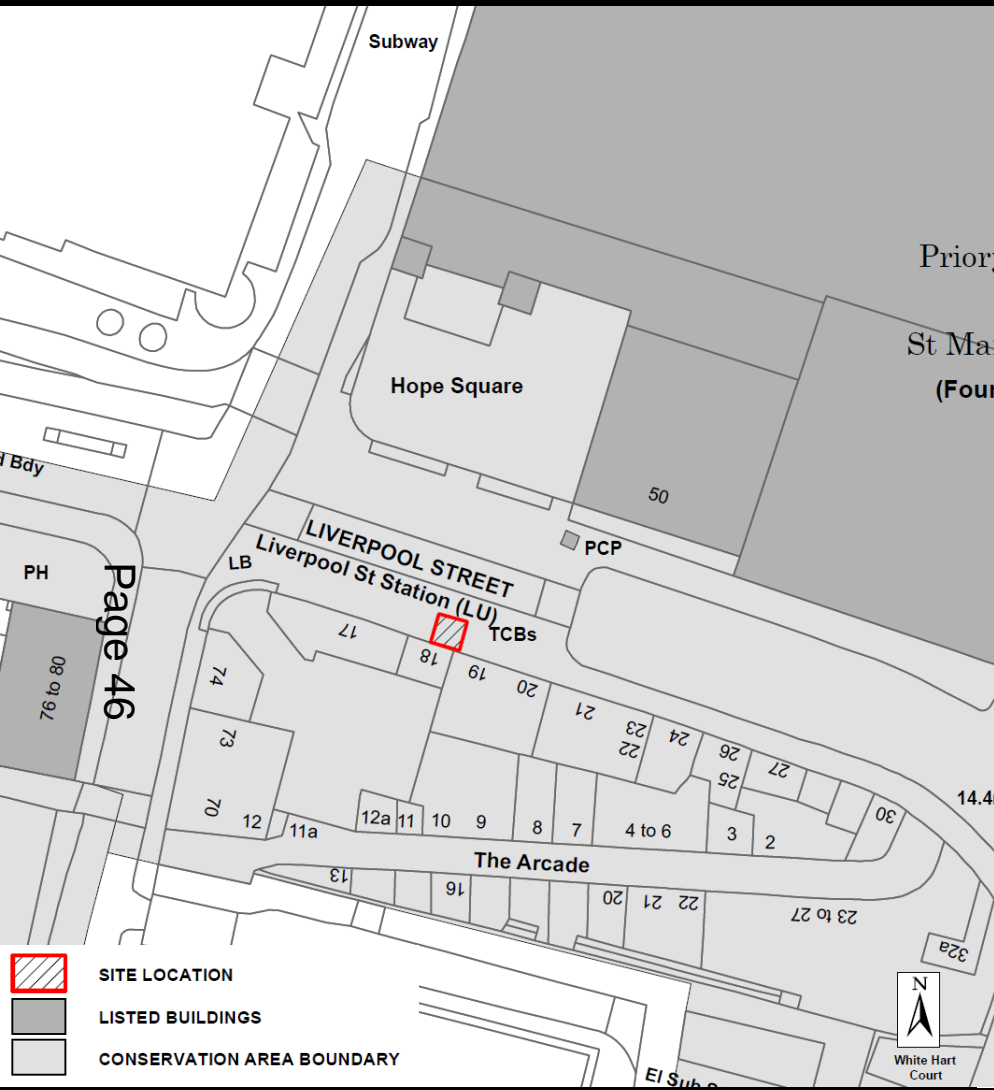 Subway
Priory
St Mar
(Foun
Hope Square
d Bdy
50
LIVERPOOL STREET
Liverpool St Station (LU)
PCP
LB
PH
TCBs
Page 46
76 to 80
17
18
19
20
21
23
22
24
26
25
27
30
74
73
70
14.4
12
11a
12a
11
10
9
8
7
4 to 6
3
2
The Arcade
13
16
20
21
22
23 to 27
32a
SITE LOCATION
LISTED BUILDINGS
CONSERVATION AREA BOUNDARY
N
White Hart
Court
El Sub S